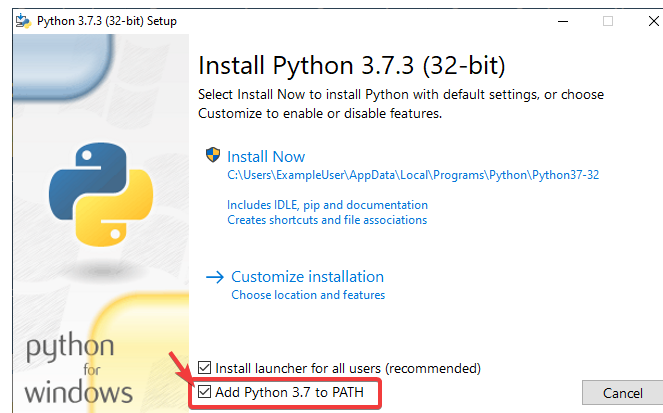 Python 3.7.3 (32-bit) Setup
Install Python 3.7.3 (32-bit)
Select Install Now to install Python with default settings, or choose
Customize to enable or disable features.
Install Now
C:\Users\ExampleUser\AppData\Local\Programs\Python\Python37-32
Includes IDLE, pip and documentation
Creates shortcuts and file associations
Customize installation
Choose location and features
python
for
windows
Install launcher for all users (recommended)
Add Python 3.7 to PATH
Cancel